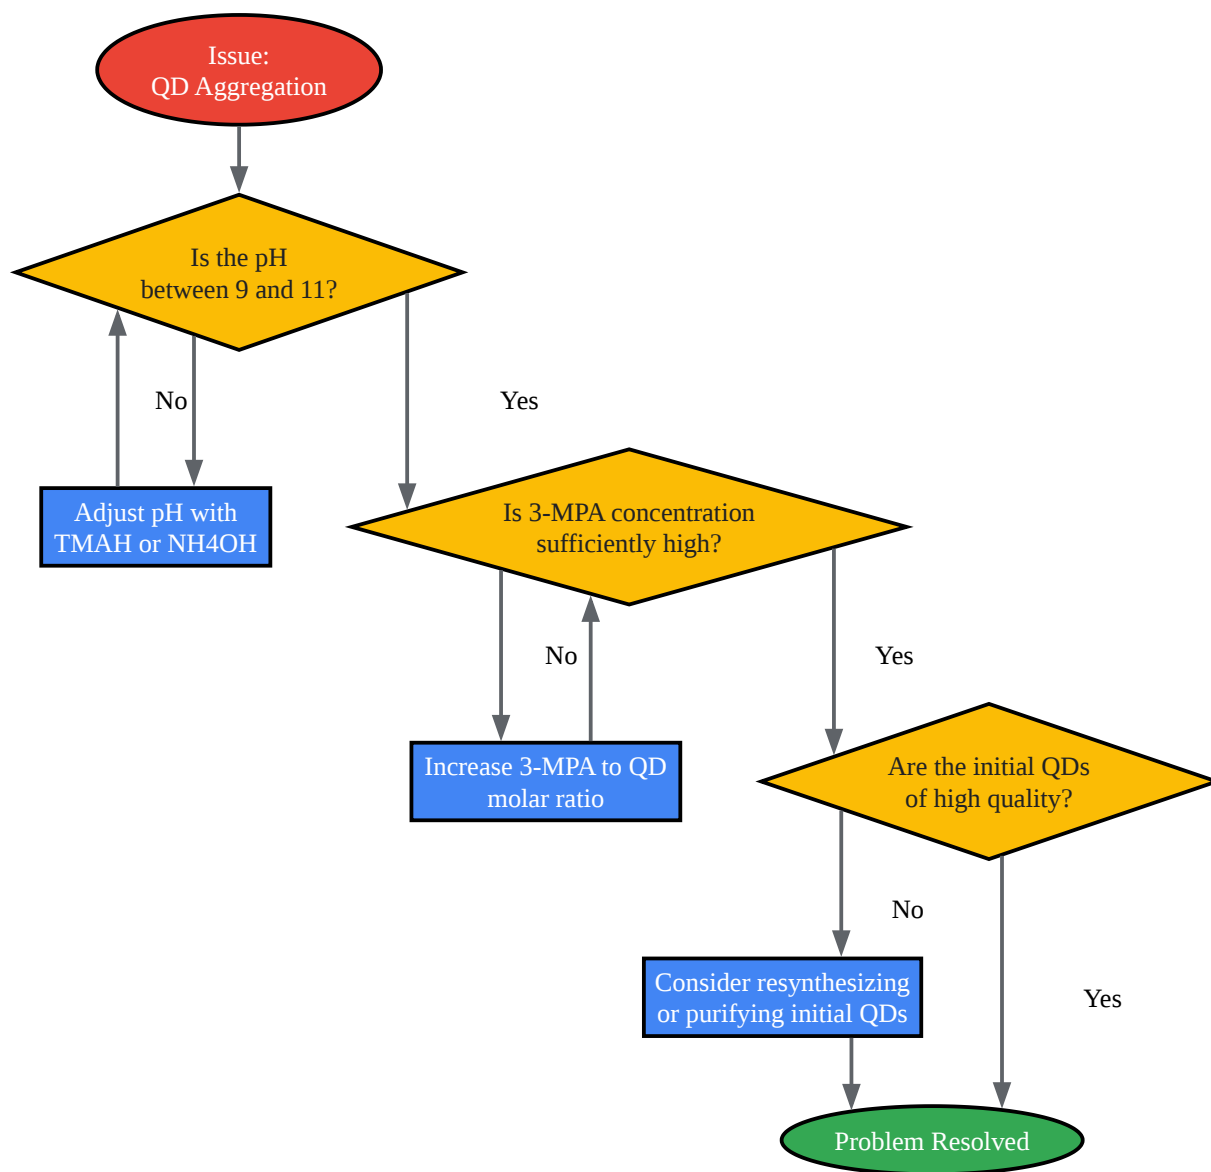 Issue:
QD Aggregation
Is the pH
between 9 and 11?
No
Yes
Adjust pH with
TMAH or NH4OH
Is 3-MPA concentration
sufficiently high?
No
Yes
Increase 3-MPA to QD
molar ratio
Are the initial QDs
of high quality?
No
Yes
Consider resynthesizing
or purifying initial QDs
Problem Resolved